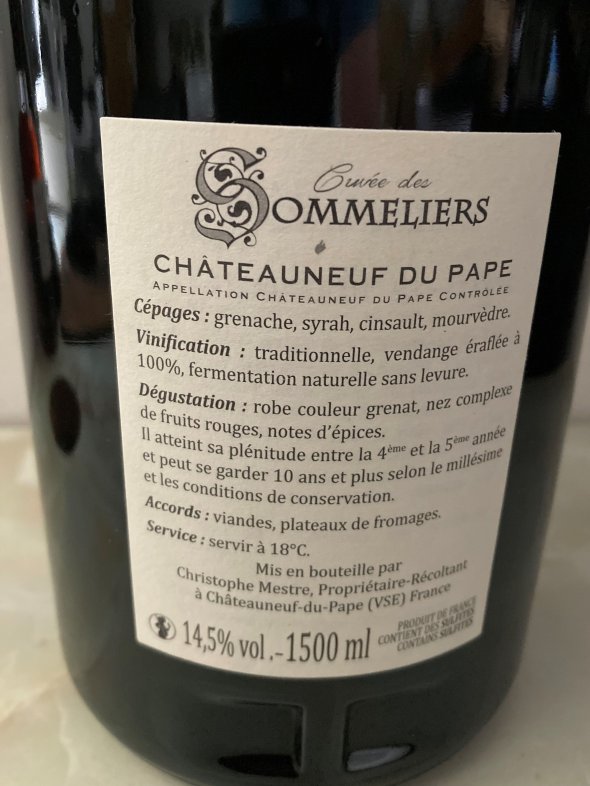 Cuvée des
SOMMELIERS
CHÂTEAUNEUF DU PAPE
APPELLATION CHÂTEAUNEUF DU PAPE CONTRÔLÉE
Cépages : grenache, syrah, cinsault, mourvèdre.
Vinification : traditionnelle, vendange éraflée à
100%, fermentation naturelle sans levure.
Dégustation : robe couleur grenat, nez complexe
de fruits rouges, notes d'épices.
Il atteint sa plénitude entre la 4ème et la 5ème année
et peut se garder 10 ans et plus selon le millésime
et les conditions de conservation.
Accords : viandes, plateaux de fromages.
Service : servir à 18°C.
Mis en bouteille par
Christophe Mestre, Propriétaire-Récoltant
à Châteauneuf-du-Pape (VSE) France
14,5% vol .-1500 ml
PRODUIT DE FRANCE
CONTIENT DES SULFITES
CONTAINS SULFITES